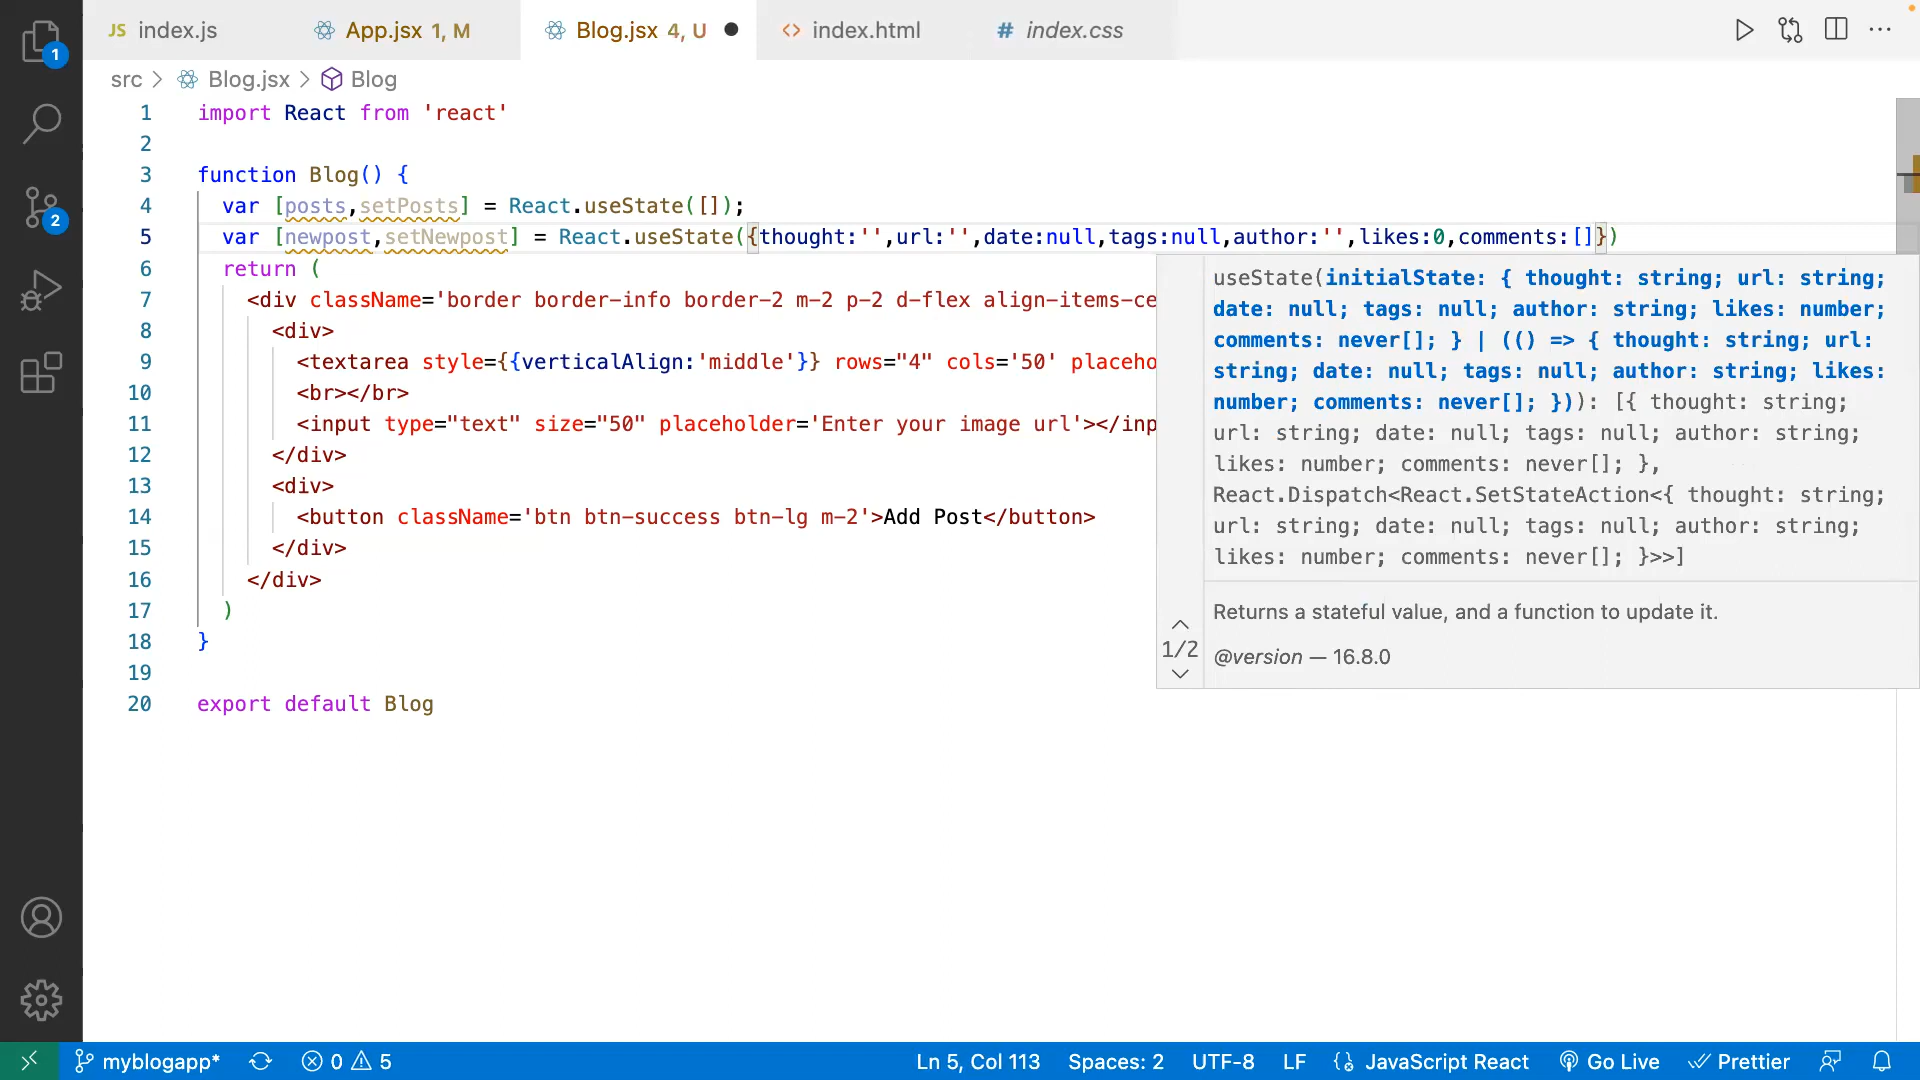 JS index.js App.jsx 1, M Blog.jsx 4, U index.html # index.css
src > Blog.jsx > Blog
1 import React from 'react'
2
3 function Blog() {
4 var [posts,setPosts] = React.useState([]);
5 var [newpost,setNewpost] = React.useState({thought:'',url:'',date:null,tags:null,author:'',likes:0,comments:[]})
6 return (
7 <div className='border border-info border-2 m-2 p-2 d-flex align-items-ce
8 <div>
9 <textarea style={{verticalAlign:'middle'}} rows="4" cols='50' placeho
10 <br></br>
11 <input type="text" size="50" placeholder='Enter your image url'></inp
12 </div>
13 <div>
14 <button className='btn btn-success btn-lg m-2'>Add Post</button>
15 </div>
16 </div>
17 )
18 }
19
20 export default Blog
useState(initialState: { thought: string; url: string;
date: null; tags: null; author: string; likes: number;
comments: never[]; } | (() => { thought: string; url:
string; date: null; tags: null; author: string; likes:
number; comments: never[]; })): [{ thought: string;
url: string; date: null; tags: null; author: string;
likes: number; comments: never[]; },
React.Dispatch<React.SetStateAction<{ thought: string;
url: string; date: null; tags: null; author: string;
likes: number; comments: never[]; }>>]
Returns a stateful value, and a function to update it.
1/2
@version — 16.8.0
1
2
myblogapp* 0 5 Ln 5, Col 113 Spaces: 2 UTF-8 LF JavaScript React Go Live Prettier